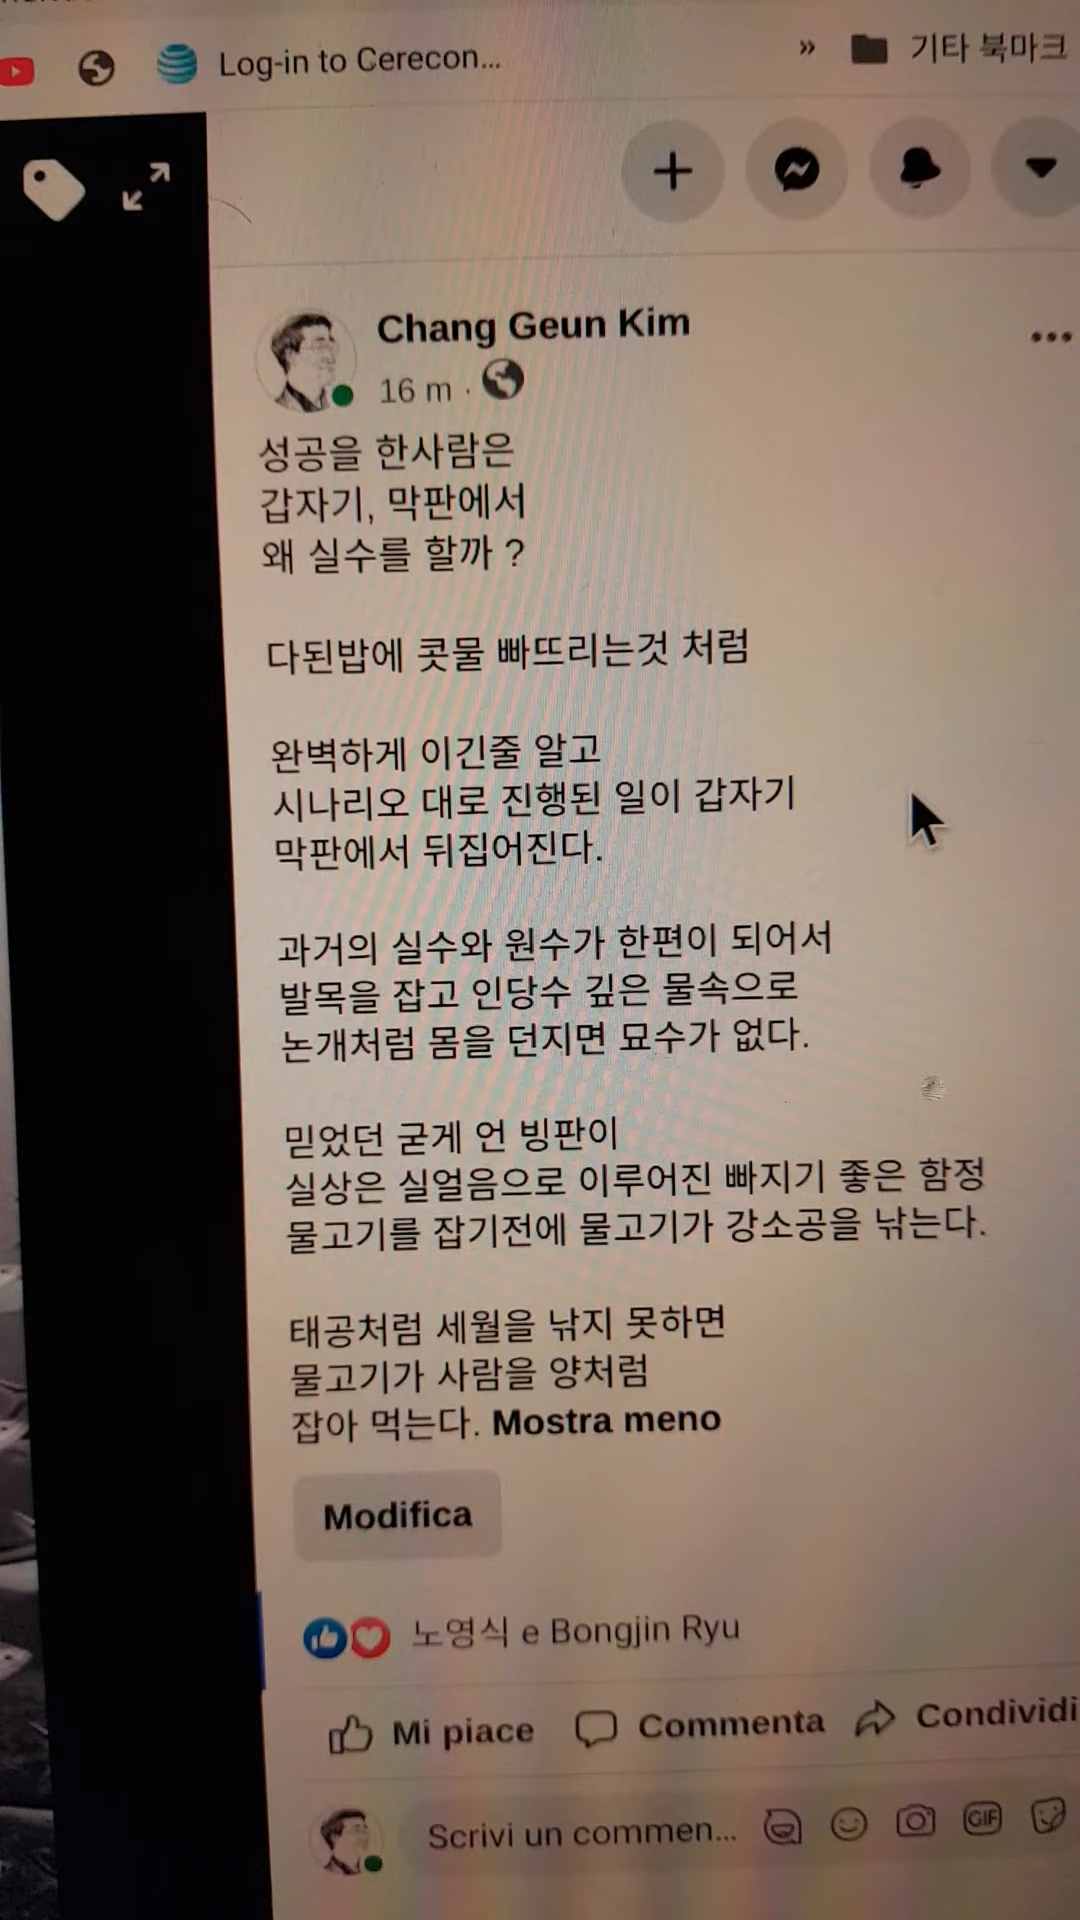 Log-in to Cerecon...
»
기타 북마크
Chang Geun Kim
16 m ·
성공을 한사람은
갑자기, 막판에서
왜 실수를 할까 ?
다된밥에 콧물 빠뜨리는것 처럼
완벽하게 이긴줄 알고
시나리오 대로 진행된 일이 갑자기
막판에서 뒤집어진다.
과거의 실수와 원수가 한편이 되어서
발목을 잡고 인당수 깊은 물속으로
논개처럼 몸을 던지면 묘수가 없다.
믿었던 굳게 언 빙판이
실상은 실얼음으로 이루어진 빠지기 좋은 함정
물고기를 잡기전에 물고기가 강소공을 낚는다.
태공처럼 세월을 낚지 못하면
물고기가 사람을 양처럼
잡아 먹는다. Mostra meno
Modifica
노영식 e Bongjin Ryu
Mi piace Commenta Condividi
Scrivi un commen... GIF